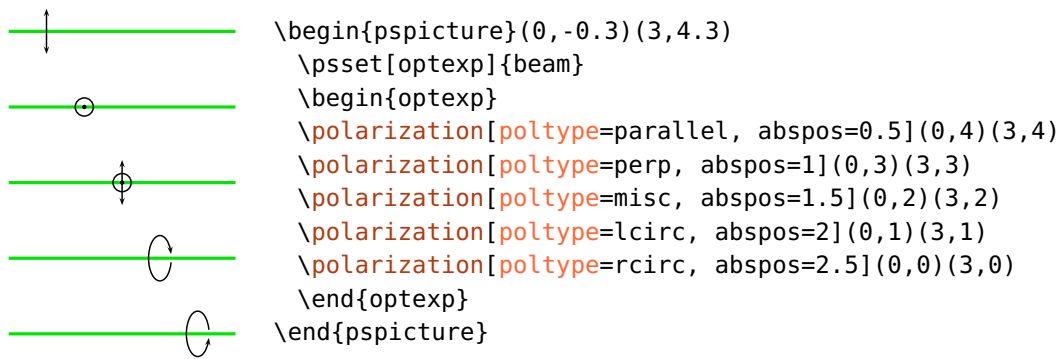 \begin{pspicture}(0,-0.3)(3,4.3)
\psset[optexp]{beam}
\begin{optexp}
\polarization[poltype=parallel, abspos=0.5](0,4)(3,4)
\polarization[poltype=perp, abspos=1](0,3)(3,3)
\polarization[poltype=misc, abspos=1.5](0,2)(3,2)
\polarization[poltype=lcirc, abspos=2](0,1)(3,1)
\polarization[poltype=rcirc, abspos=2.5](0,0)(3,0)
\end{optexp}
\end{pspicture}